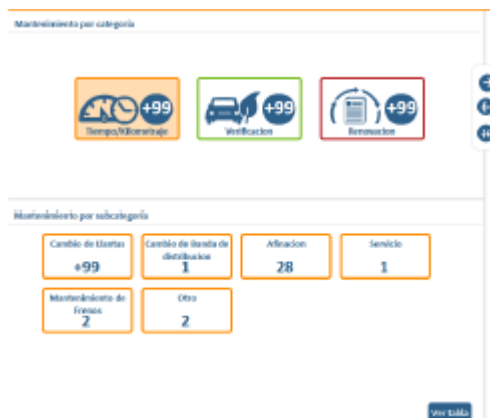 Mantenimiento por categoria
+99
Tiempo/Kilometraje
+99
Verificacion
+99
Renovacion
Mantenimiento por subcategoría
Cambio de Llantas
+99
Cambio de Banda de
distribucion
1
Afinacion
28
Servicio
1
Mantenimiento de
Frenos
2
Otro
2
Ver Tabla